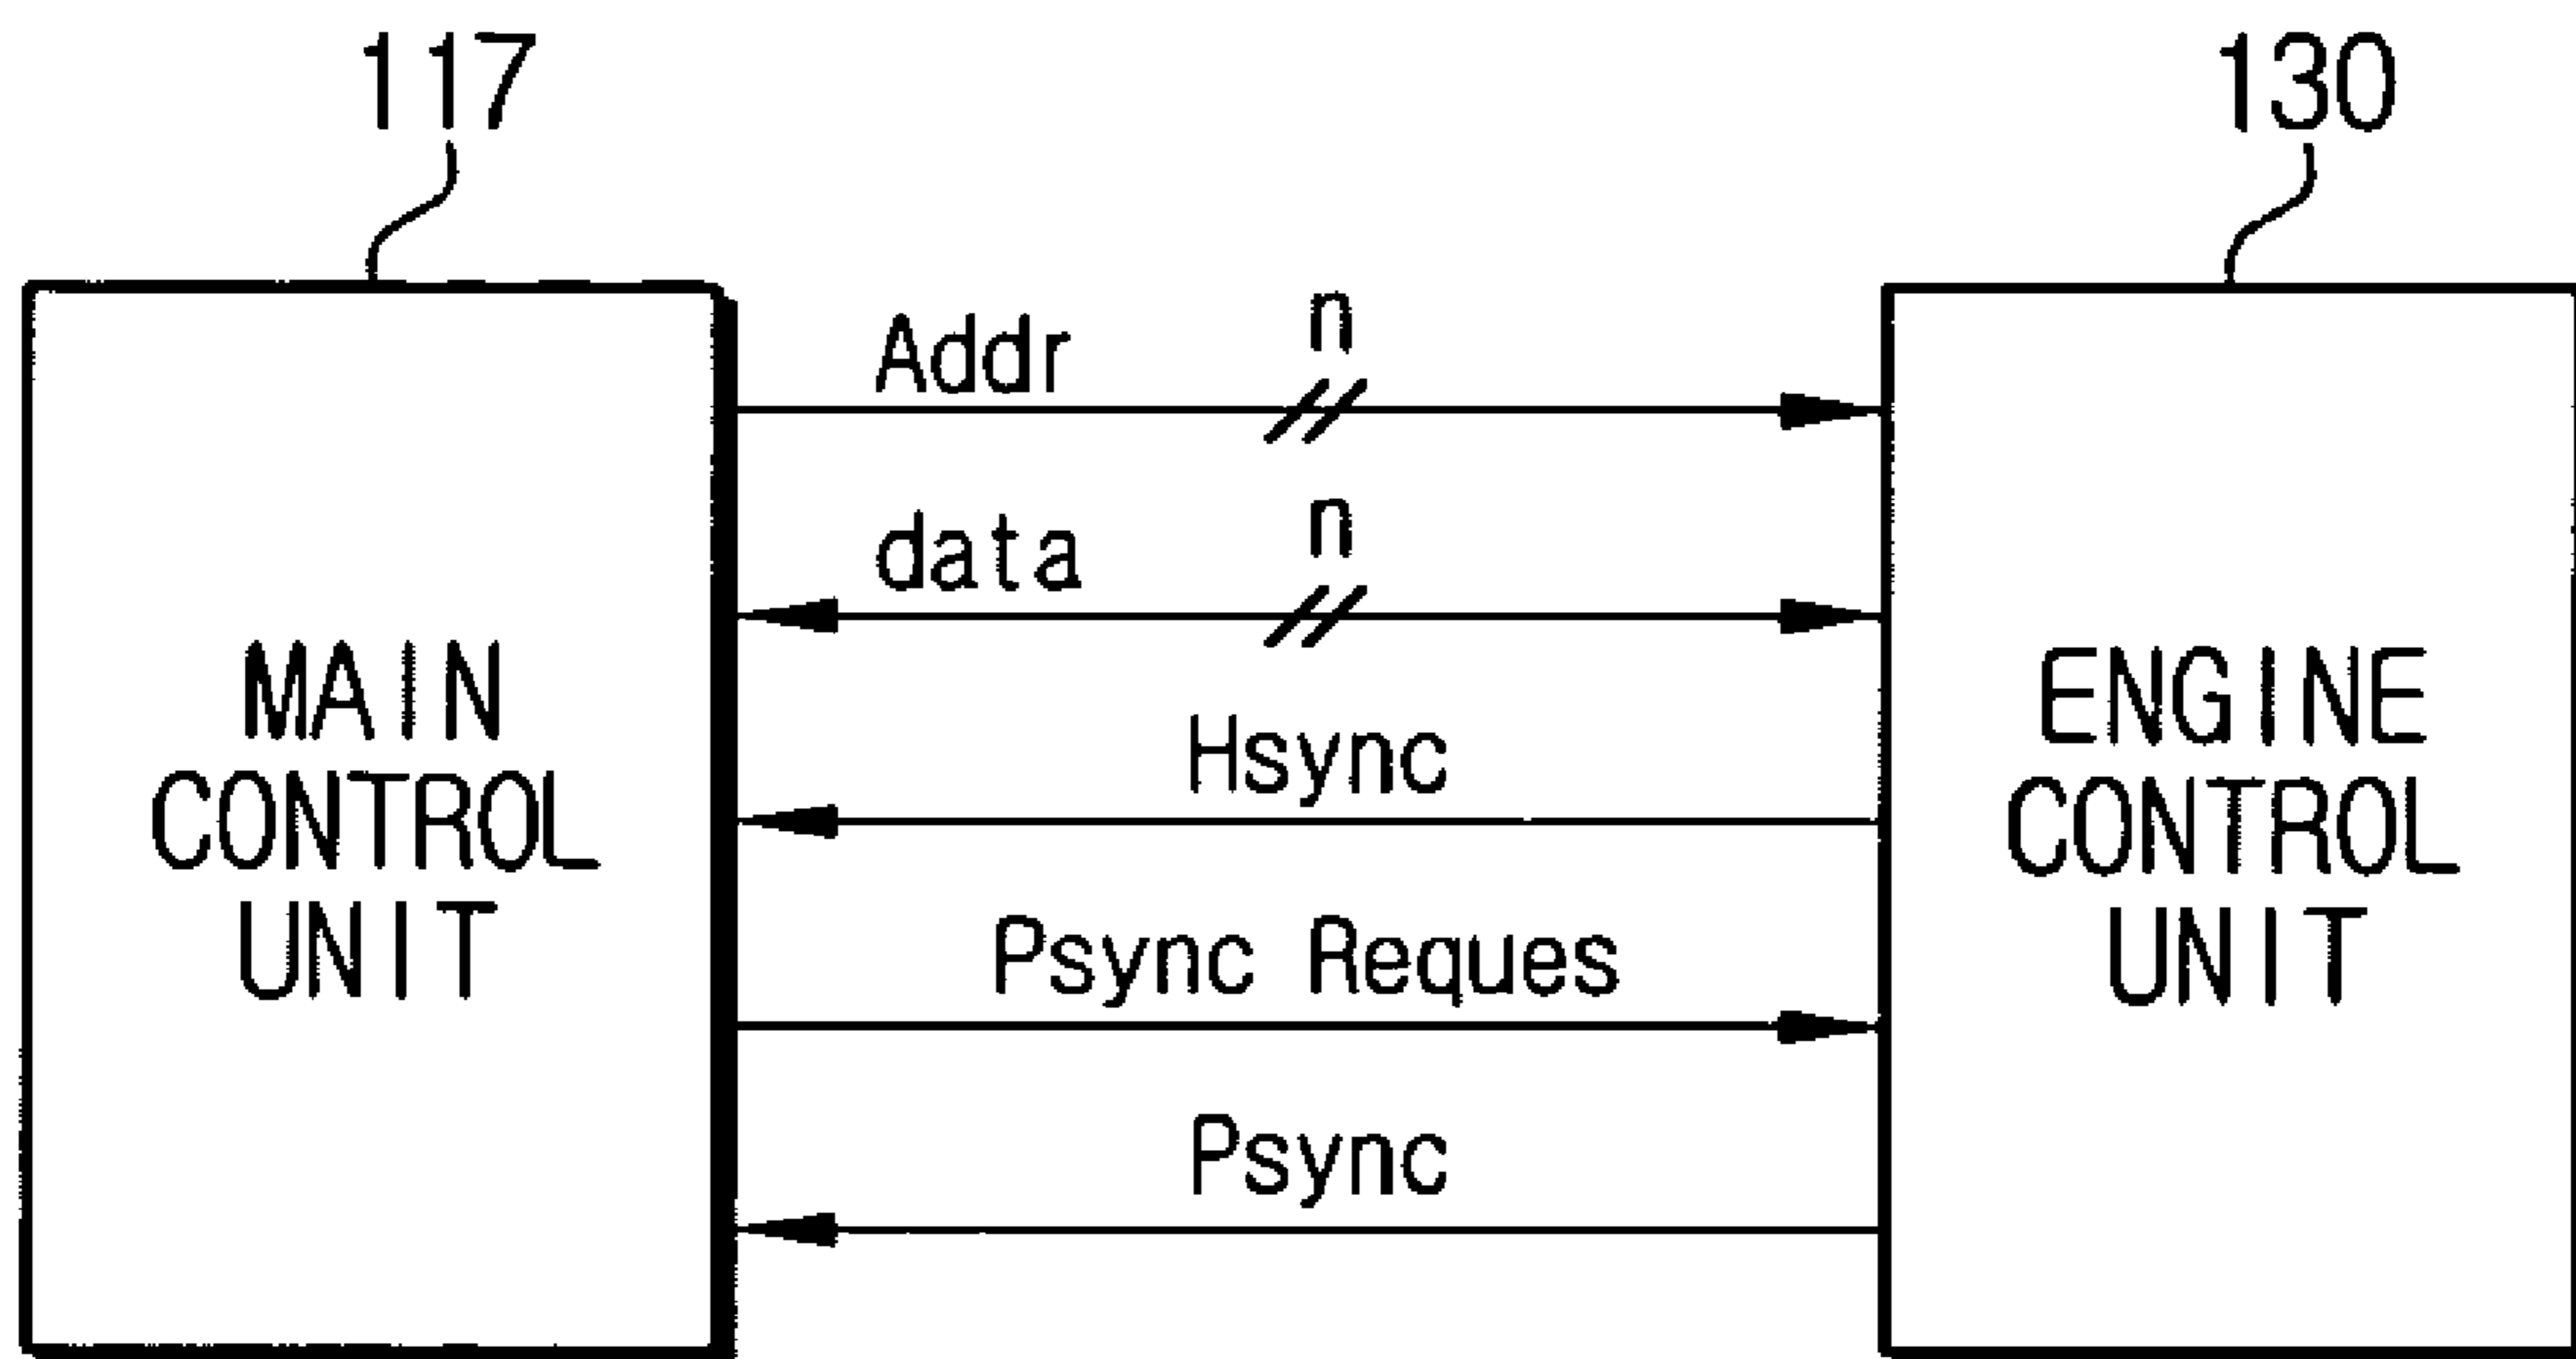 117
130
Addr
n
data
n
Hsync
Psync Reques
Psync
MAIN
CONTROL
UNIT
ENGINE
CONTROL
UNIT